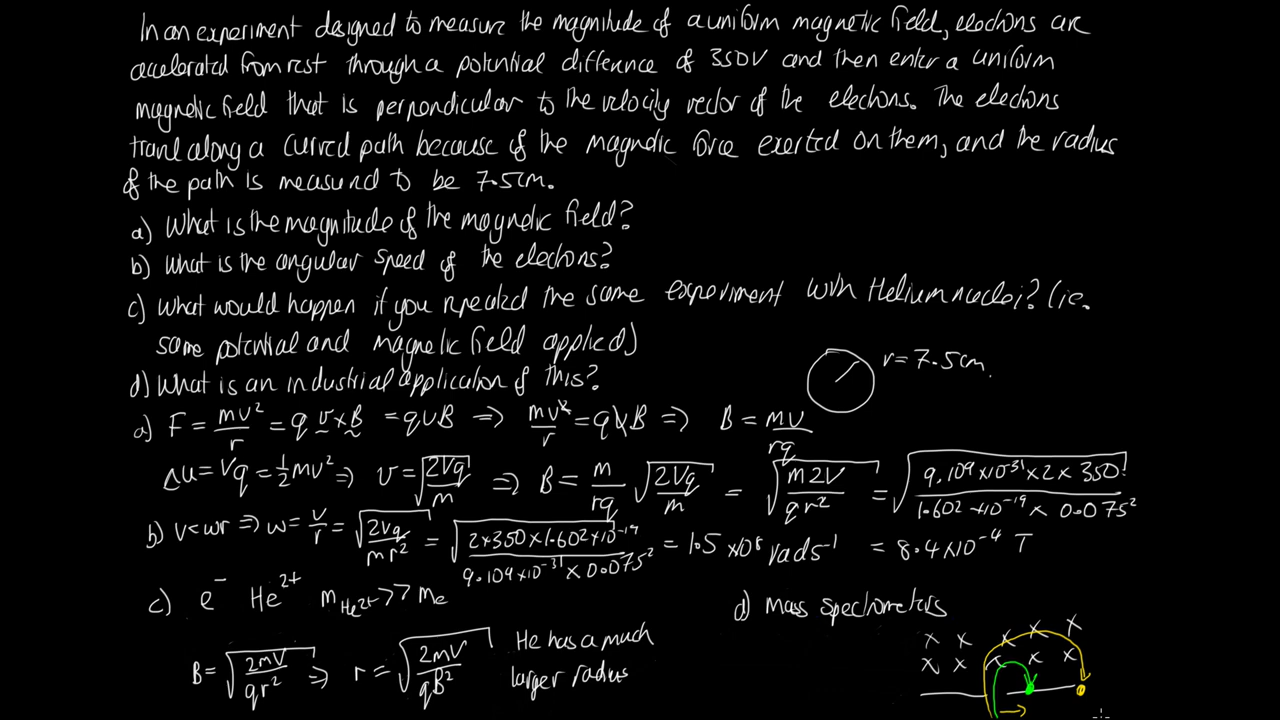 In an experiment designed to measure the magnitude of a uniform magnetic field, electrons are
accelerated from rest through a potential difference of 350V and then enter a uniform
magnetic field that is perpendicular to the velocity vector of the electrons. The electrons
travel along a curved path because of the magnetic force exerted on them, and the radius
of the path is measured to be 7.5cm.
a) What is the magnitude of the magnetic field?
b) What is the angular speed of the electrons?
c) What would happen if you repeated the same experiment with Helium nuclei? (ie.
same potential and magnetic field applied)
d) What is an industrial application of this?
r = 7.5cm.
a) F = mv²/r = q v × B = qvB ⇒ mv²/r = qvB ⇒ B = mv/rq
Δu = Vq = ½mv² ⇒ v = √(2Vq/m) ⇒ B = m/rq √(2Vq/m) = √(m2V/qr²) = √(9.109×10⁻³¹ × 2 × 350/1.602×10⁻¹⁹ × 0.075²)
= 8.4×10⁻⁴ T
b) v = ωr ⇒ ω = v/r = √(2Vq/mr²) = √(2×350×1.602×10⁻¹⁹/9.109×10⁻³¹ × 0.075²) = 1.5×10⁸ rads⁻¹
c) e⁻ He²⁺ m_He²⁺ >> mₑ
B = √(2mV/qr²) ⇒ r = √(2mV/qB²)
He has a much
larger radius
d) mass spectrometers
x x x x x
x x x x x